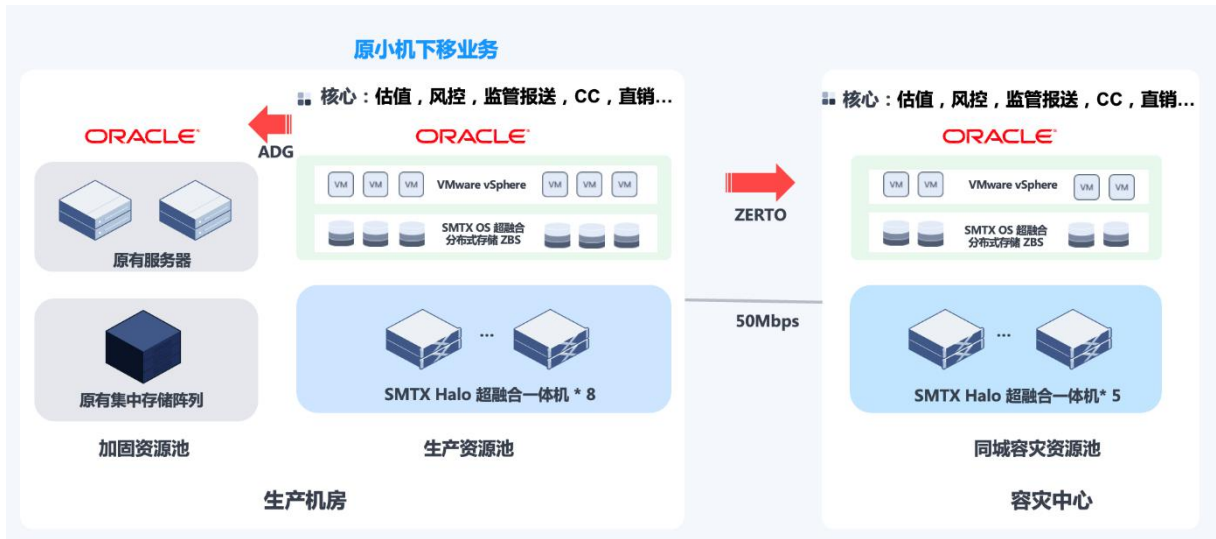 原小机下移业务
核心:估值,风控,监管报送,CC,直销...
ORACLE
ADG
ORACLE
VM VM VM VMware vSphere VM VM VM
SMTX OS 超融合
分布式存储 ZBS
原有服务器
SMTX Halo 超融合一体机 * 8
...
原有集中存储阵列
加固资源池
生产资源池
生产机房
ZERTO
50Mbps
核心:估值,风控,监管报送,CC,直销...
ORACLE
VM VM VMware vSphere VM VM
SMTX OS 超融合
分布式存储 ZBS
...
SMTX Halo 超融合一体机* 5
同城容灾资源池
容灾中心